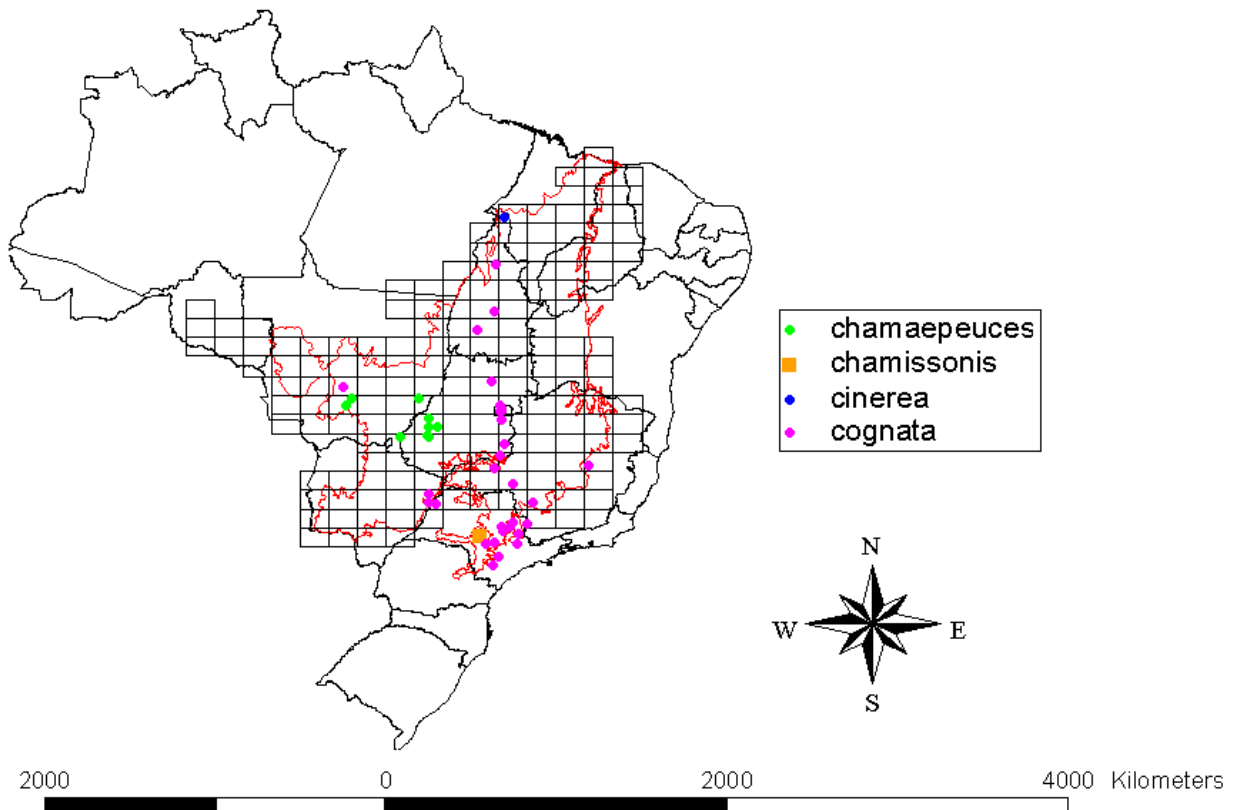 chamaepeuces
chamissonis
cinerea
cognata
N
W E
S
2000 0 2000 4000 Kilometers